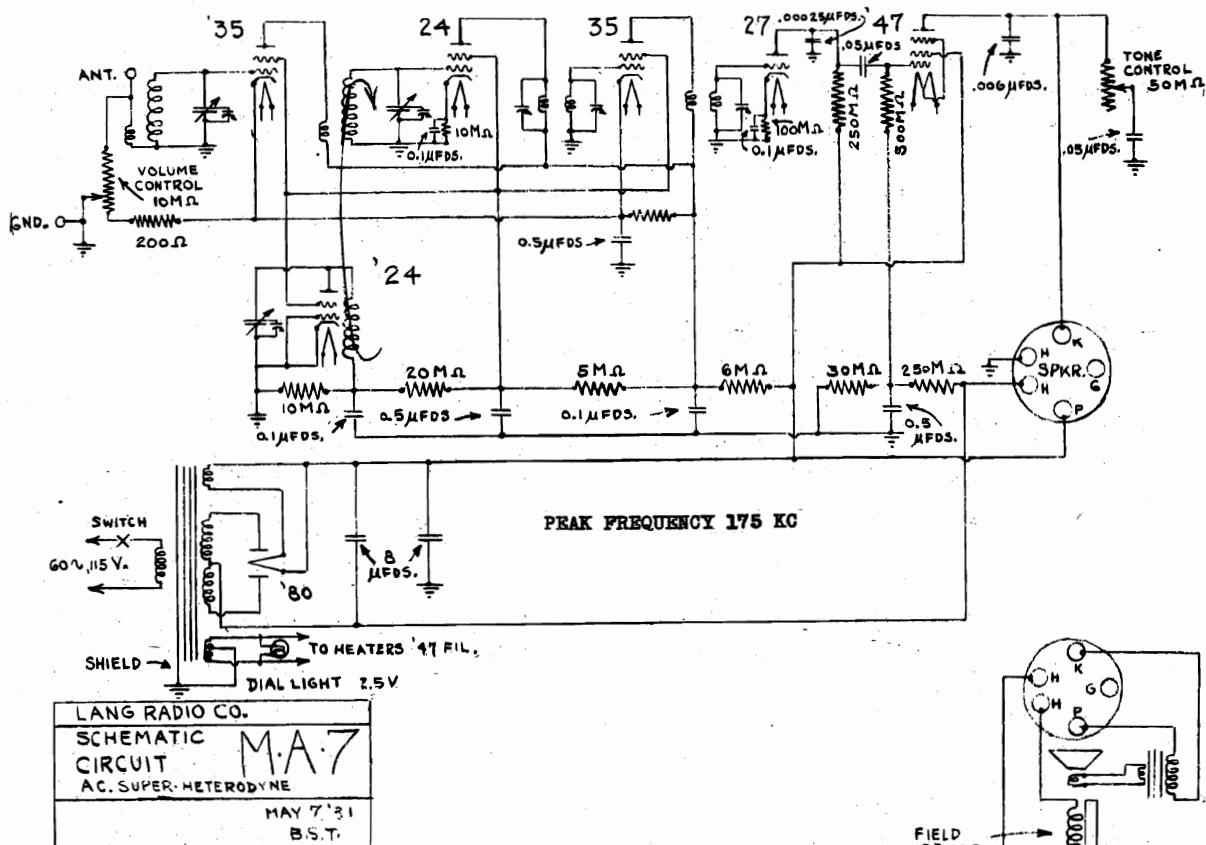 '35
24
35
27
.00025µFDS.
'47
.05µFDS
ANT.
10MΩ
0.1µFDS.
100MΩ
0.1µFDS.
250MΩ
500MΩ
.006µFDS.
TONE
CONTROL
50MΩ
.05µFDS.
VOLUME
CONTROL
10MΩ
GND.
200Ω
0.5µFDS
'24
10MΩ
20MΩ
5MΩ
6MΩ
30MΩ
250MΩ
0.1µFDS.
0.5µFDS
0.1µFDS.
0.5
µFDS.
K
H
SPKR.
G
H
P
PEAK FREQUENCY 175 KC
SWITCH
60~, 115 V.
'80
8
µFDS.
SHIELD
TO HEATERS '47 FIL.
DIAL LIGHT 2.5V
LANG RADIO CO.
SCHEMATIC
CIRCUIT
M.A.7
A.C. SUPER-HETERODYNE
MAY 7 '31
B.S.T.
K
H
G
H
P
FIELD